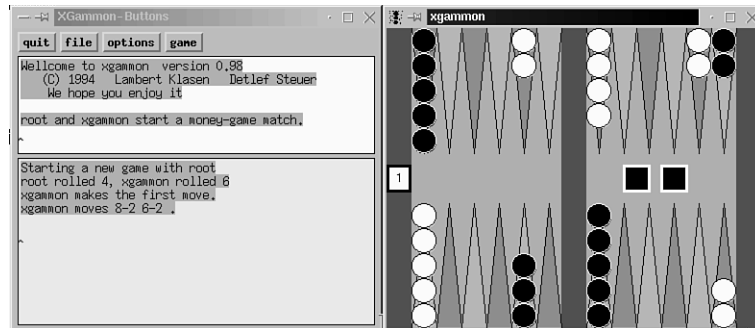 XGammon-Buttons
quit file options game
Wellcome to xgammon version 0.98
(C) 1994 Lambert Klasen Detlef Steuer
We hope you enjoy it
root and xgammon start a money-game match.
^
Starting a new game with root
root rolled 4, xgammon rolled 6
xgammon makes the first move.
xgammon moves 8-2 6-2 .
^
xgammon
1